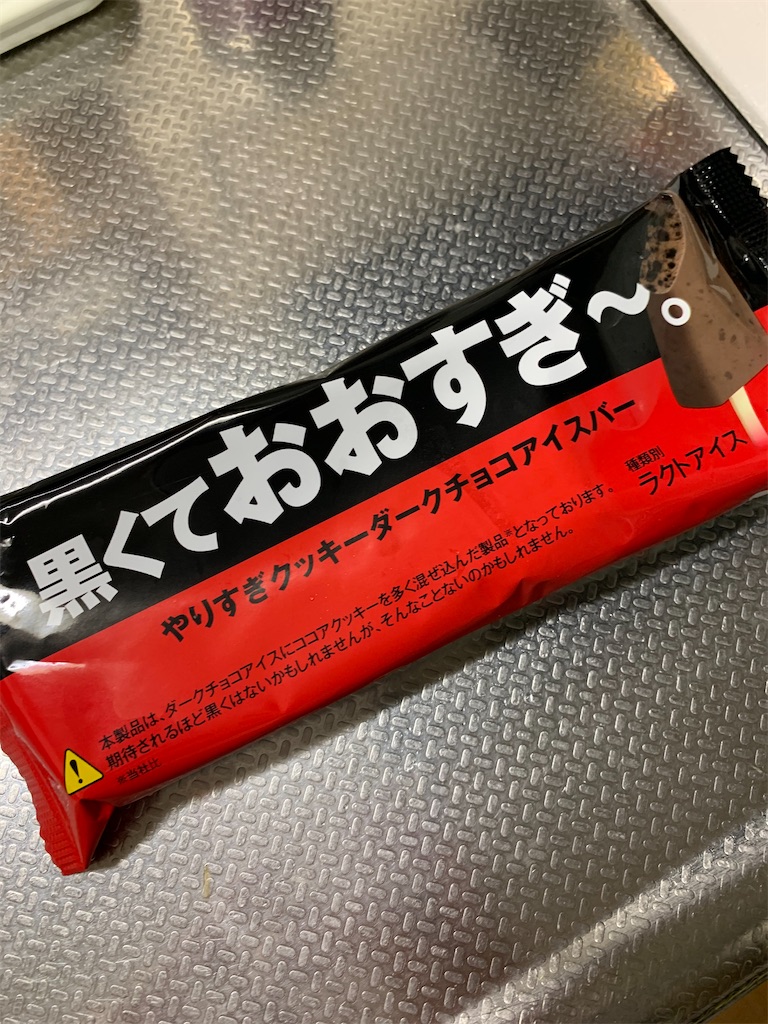 黒くておおすぎ〜。
やりすぎクッキーダークチョコアイスバー
種類別
ラクトアイス
本製品は、ダークチョコアイスにココアクッキーを多く混ぜ込んだ製品※となっております。
期待されるほど黒くはないかもしれませんが、そんなことないのかもしれません。
※当社比